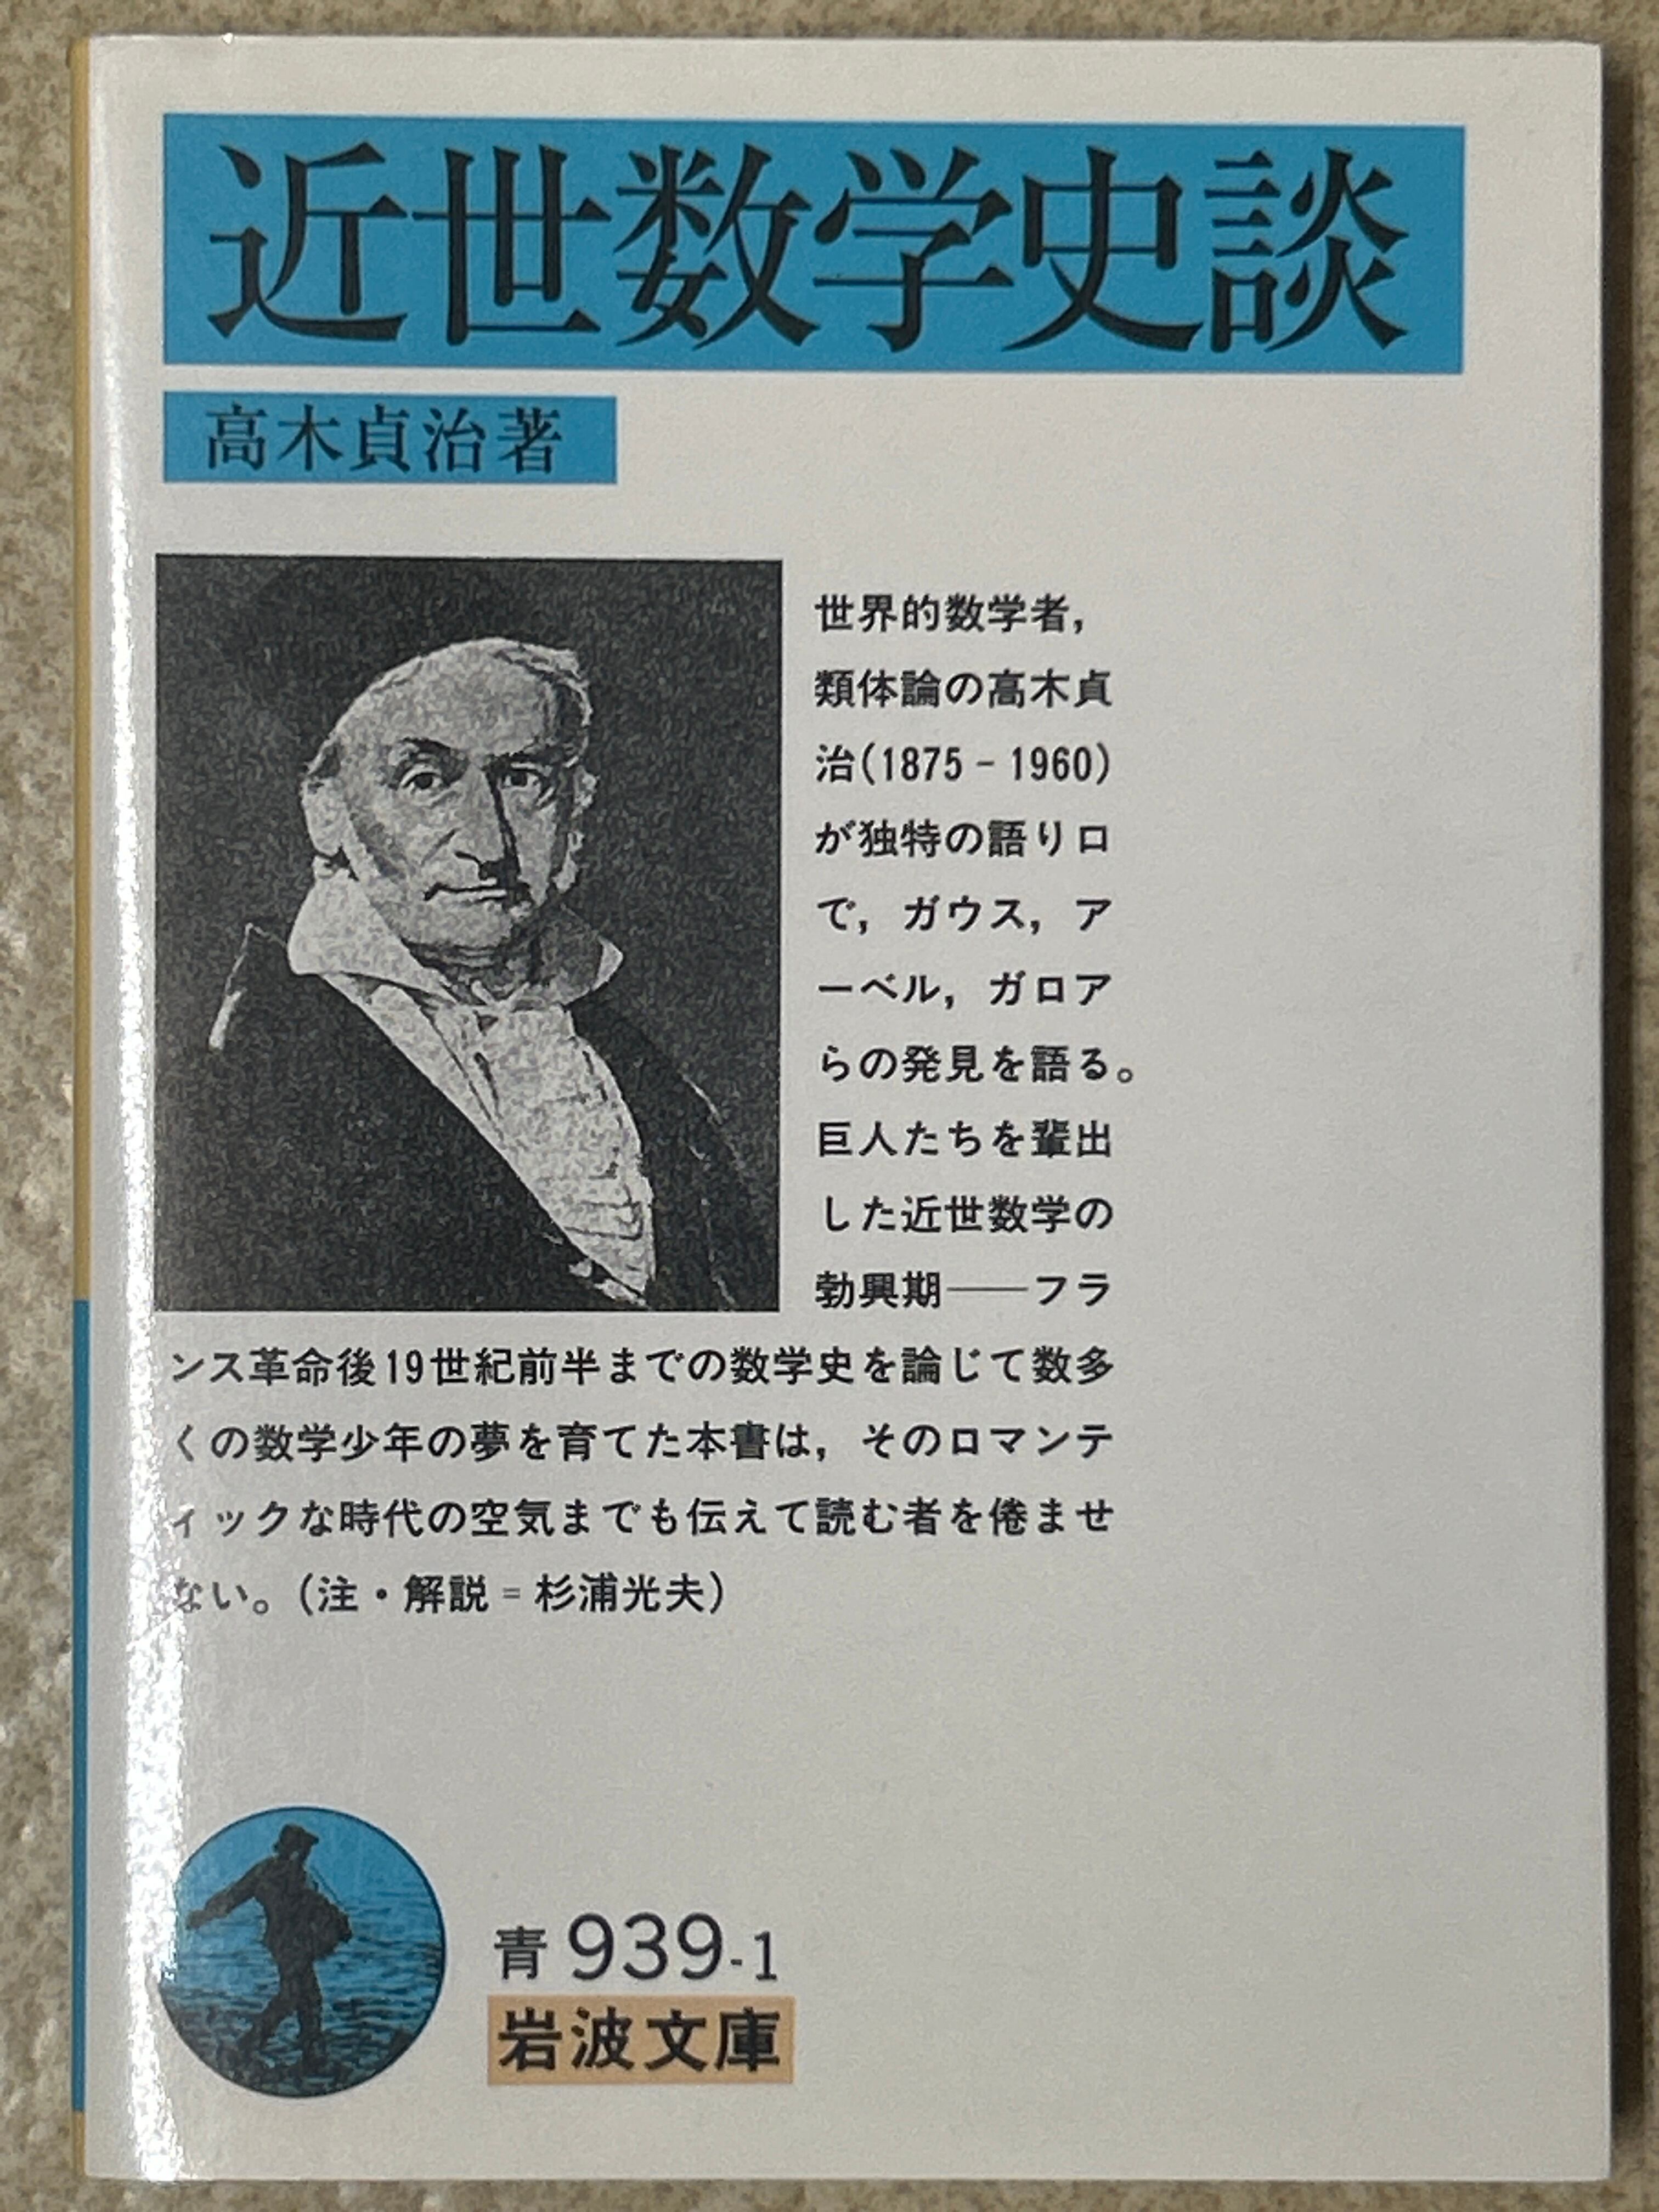 近世数学史談
高木貞治著
世界的数学者，
類体論の高木貞
治(1875－1960)
が独特の語り口
で，ガウス，ア
ーベル，ガロア
らの発見を語る。
巨人たちを輩出
した近世数学の
勃興期──フラ
ンス革命後19世紀前半までの数学史を論じて数多
くの数学少年の夢を育てた本書は，そのロマンテ
ィックな時代の空気までも伝えて読む者を倦ませ
ない。(注・解説＝杉浦光夫)
青 939-1
岩波文庫